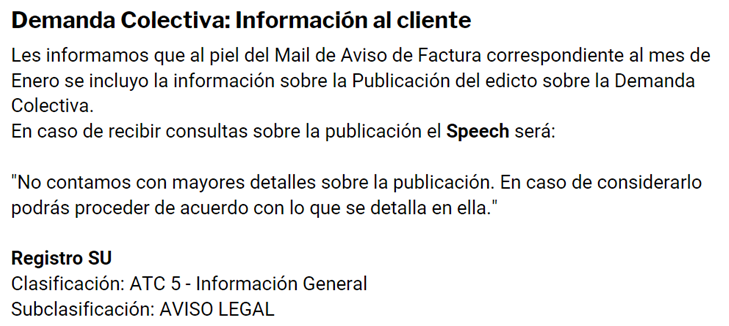 Demanda Colectiva: Información al cliente
Les informamos que al piel del Mail de Aviso de Factura correspondiente al mes de
Enero se incluyo la información sobre la Publicación del edicto sobre la Demanda
Colectiva.
En caso de recibir consultas sobre la publicación el Speech será:
"No contamos con mayores detalles sobre la publicación. En caso de considerarlo
podrás proceder de acuerdo con lo que se detalla en ella."
Registro SU
Clasificación: ATC 5 - Información General
Subclasificación: AVISO LEGAL